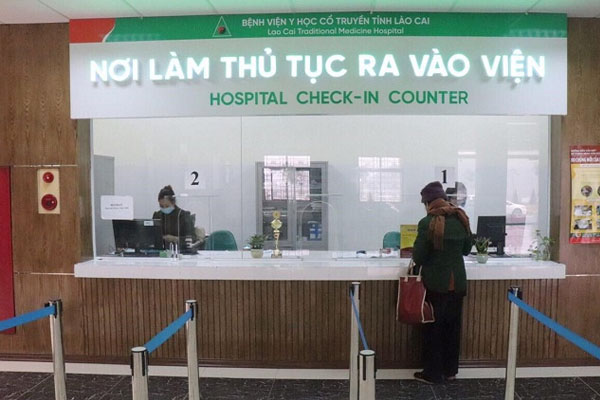 BỆNH VIỆN Y HỌC CỔ TRUYỀN TỈNH LÀO CAI
Lao Cai Traditional Medicine Hospital
NƠI LÀM THỦ TỤC RA VÀO VIỆN
HOSPITAL CHECK-IN COUNTER
2
1